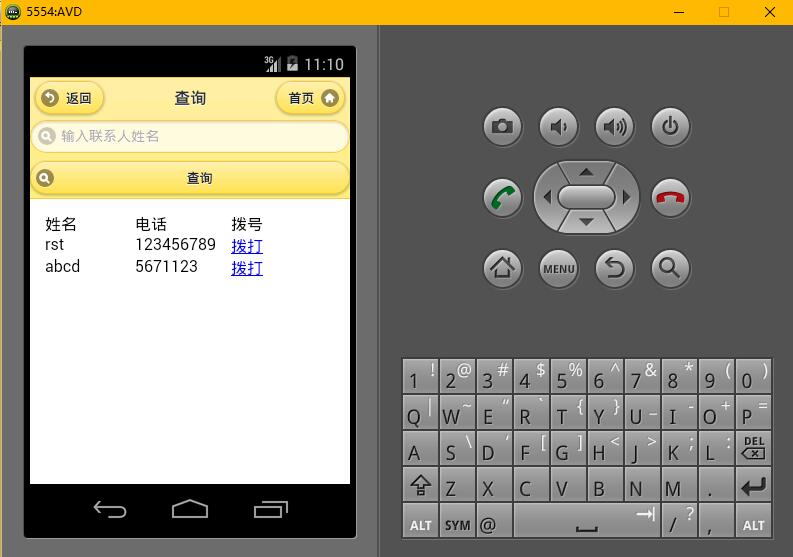 5554:AVD
3G 11:10
返回 查询 首页
输入联系人姓名
查询
姓名 电话 拨号
rst 123456789 拨打
abcd 5671123 拨打
MENU
1 ! 2 @ 3 # 4 $ 5 % 6 ^ 7 & 8 * 9 ( 0 )
Q | W ~ E “ R ` T { Y } U _ I - O + P =
A S \ D ‘ F [ G ] H < J > K ; L : DEL
Z X C V B N M .
ALT SYM @ / ? , ALT